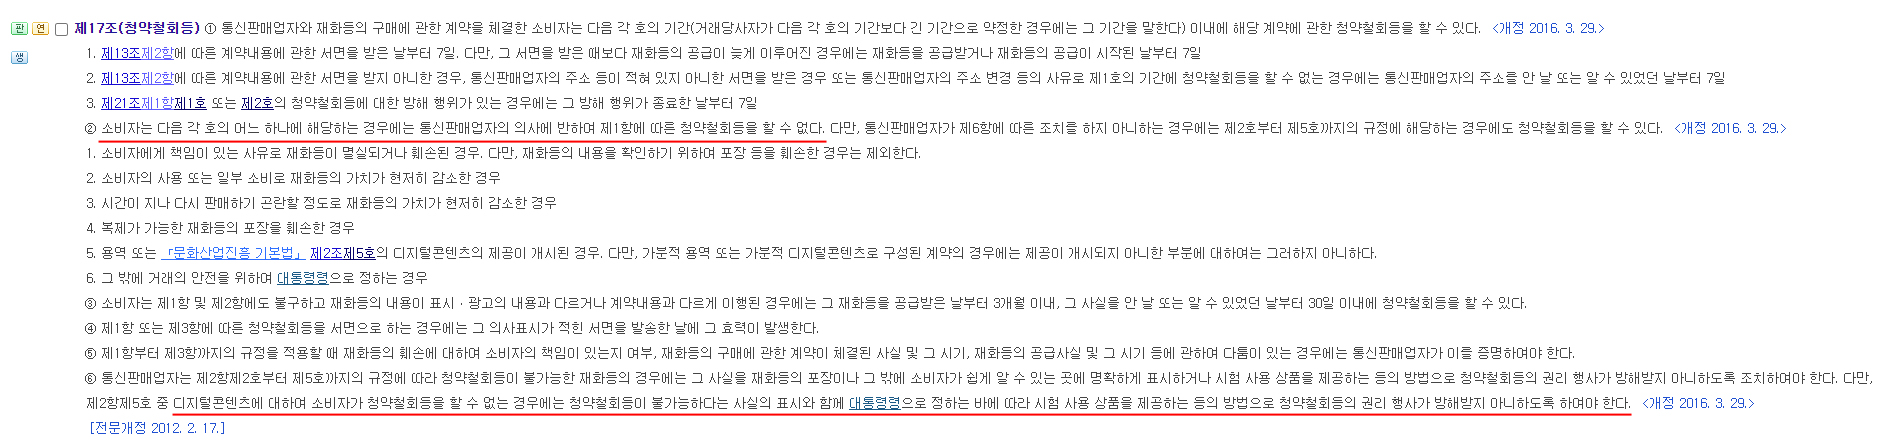 판 연 제17조(청약철회등) ① 통신판매업자와 재화등의 구매에 관한 계약을 체결한 소비자는 다음 각 호의 기간(거래당사자가 다음 각 호의 기간보다 긴 기간으로 약정한 경우에는 그 기간을 말한다) 이내에 해당 계약에 관한 청약철회등을 할 수 있다. <개정 2016. 3. 29.>
생 1. 제13조제2항에 따른 계약내용에 관한 서면을 받은 날부터 7일. 다만, 그 서면을 받은 때보다 재화등의 공급이 늦게 이루어진 경우에는 재화등을 공급받거나 재화등의 공급이 시작된 날부터 7일
2. 제13조제2항에 따른 계약내용에 관한 서면을 받지 아니한 경우, 통신판매업자의 주소 등이 적혀 있지 아니한 서면을 받은 경우 또는 통신판매업자의 주소 변경 등의 사유로 제1호의 기간에 청약철회등을 할 수 없는 경우에는 통신판매업자의 주소를 안 날 또는 알 수 있었던 날부터 7일
3. 제21조제1항제1호 또는 제2호의 청약철회등에 대한 방해 행위가 있는 경우에는 그 방해 행위가 종료한 날부터 7일
② 소비자는 다음 각 호의 어느 하나에 해당하는 경우에는 통신판매업자의 의사에 반하여 제1항에 따른 청약철회등을 할 수 없다. 다만, 통신판매업자가 제6항에 따른 조치를 하지 아니하는 경우에는 제2호부터 제5호까지의 규정에 해당하는 경우에도 청약철회등을 할 수 있다. <개정 2016. 3. 29.>
1. 소비자에게 책임이 있는 사유로 재화등이 멸실되거나 훼손된 경우. 다만, 재화등의 내용을 확인하기 위하여 포장 등을 훼손한 경우는 제외한다.
2. 소비자의 사용 또는 일부 소비로 재화등의 가치가 현저히 감소한 경우
3. 시간이 지나 다시 판매하기 곤란할 정도로 재화등의 가치가 현저히 감소한 경우
4. 복제가 가능한 재화등의 포장을 훼손한 경우
5. 용역 또는 「문화산업진흥 기본법」 제2조제5호의 디지털콘텐츠의 제공이 개시된 경우. 다만, 가분적 용역 또는 가분적 디지털콘텐츠로 구성된 계약의 경우에는 제공이 개시되지 아니한 부분에 대하여는 그러하지 아니하다.
6. 그 밖에 거래의 안전을 위하여 대통령령으로 정하는 경우
③ 소비자는 제1항 및 제2항에도 불구하고 재화등의 내용이 표시ㆍ광고의 내용과 다르거나 계약내용과 다르게 이행된 경우에는 그 재화등을 공급받은 날부터 3개월 이내, 그 사실을 안 날 또는 알 수 있었던 날부터 30일 이내에 청약철회등을 할 수 있다.
④ 제1항 또는 제3항에 따른 청약철회등을 서면으로 하는 경우에는 그 의사표시가 적힌 서면을 발송한 날에 그 효력이 발생한다.
⑤ 제1항부터 제3항까지의 규정을 적용할 때 재화등의 훼손에 대하여 소비자의 책임이 있는지 여부, 재화등의 구매에 관한 계약이 체결된 사실 및 그 시기, 재화등의 공급사실 및 그 시기 등에 관하여 다툼이 있는 경우에는 통신판매업자가 이를 증명하여야 한다.
⑥ 통신판매업자는 제2항제2호부터 제5호까지의 규정에 따라 청약철회등이 불가능한 재화등의 경우에는 그 사실을 재화등의 포장이나 그 밖에 소비자가 쉽게 알 수 있는 곳에 명확하게 표시하거나 시험 사용 상품을 제공하는 등의 방법으로 청약철회등의 권리 행사가 방해받지 아니하도록 조치하여야 한다. 다만,
제2항제5호 중 디지털콘텐츠에 대하여 소비자가 청약철회등을 할 수 없는 경우에는 청약철회등이 불가능하다는 사실의 표시와 함께 대통령령으로 정하는 바에 따라 시험 사용 상품을 제공하는 등의 방법으로 청약철회등의 권리 행사가 방해받지 아니하도록 하여야 한다. <개정 2016. 3. 29.>
[전문개정 2012. 2. 17.]